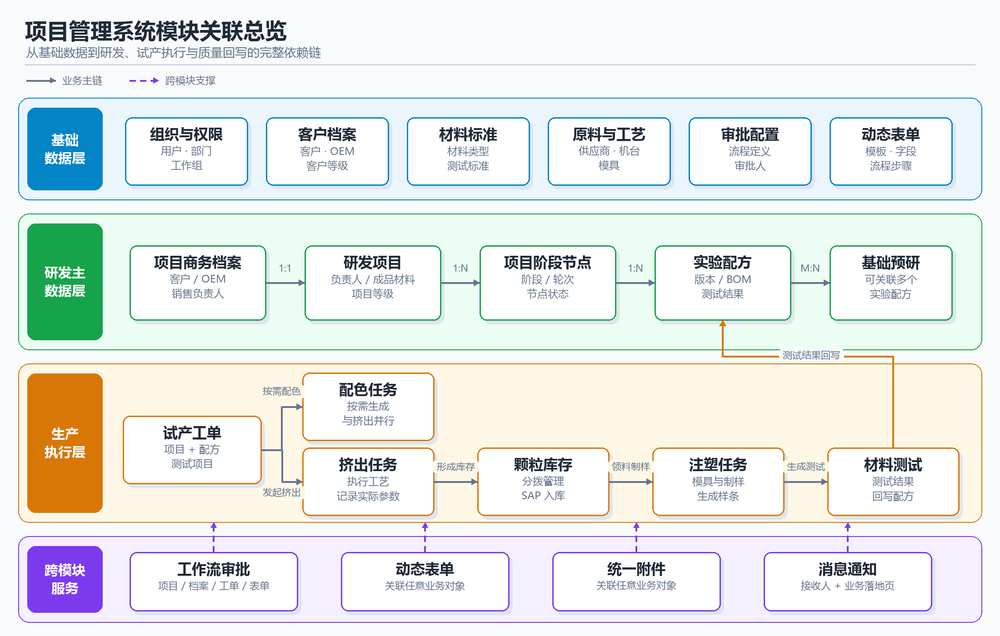 项目管理系统模块关联总览
从基础数据到研发、试产执行与质量回写的完整依赖链
业务主链
跨模块支撑
基础
数据层
组织与权限
用户 · 部门
工作组
客户档案
客户 · OEM
客户等级
材料标准
材料类型
测试标准
原料与工艺
供应商 · 机台
模具
审批配置
流程定义
审批人
动态表单
模板 · 字段
流程步骤
研发主
数据层
项目商务档案
客户 / OEM
销售负责人
1:1
研发项目
负责人 / 成品材料
项目等级
1:N
项目阶段节点
阶段 / 轮次
节点状态
1:N
实验配方
版本 / BOM
测试结果
M:N
基础预研
可关联多个
实验配方
测试结果回写
生产
执行层
试产工单
项目 + 配方
测试项目
按需配色
配色任务
按需生成
与挤出并行
发起挤出
挤出任务
执行工艺
记录实际参数
形成库存
颗粒库存
分拨管理
SAP 入库
领料制样
注塑任务
模具与制样
生成样条
生成测试
材料测试
测试结果
回写配方
跨模块
服务
工作流审批
项目 / 档案 / 工单 / 表单
动态表单
关联任意业务对象
统一附件
关联任意业务对象
消息通知
接收人 + 业务落地页